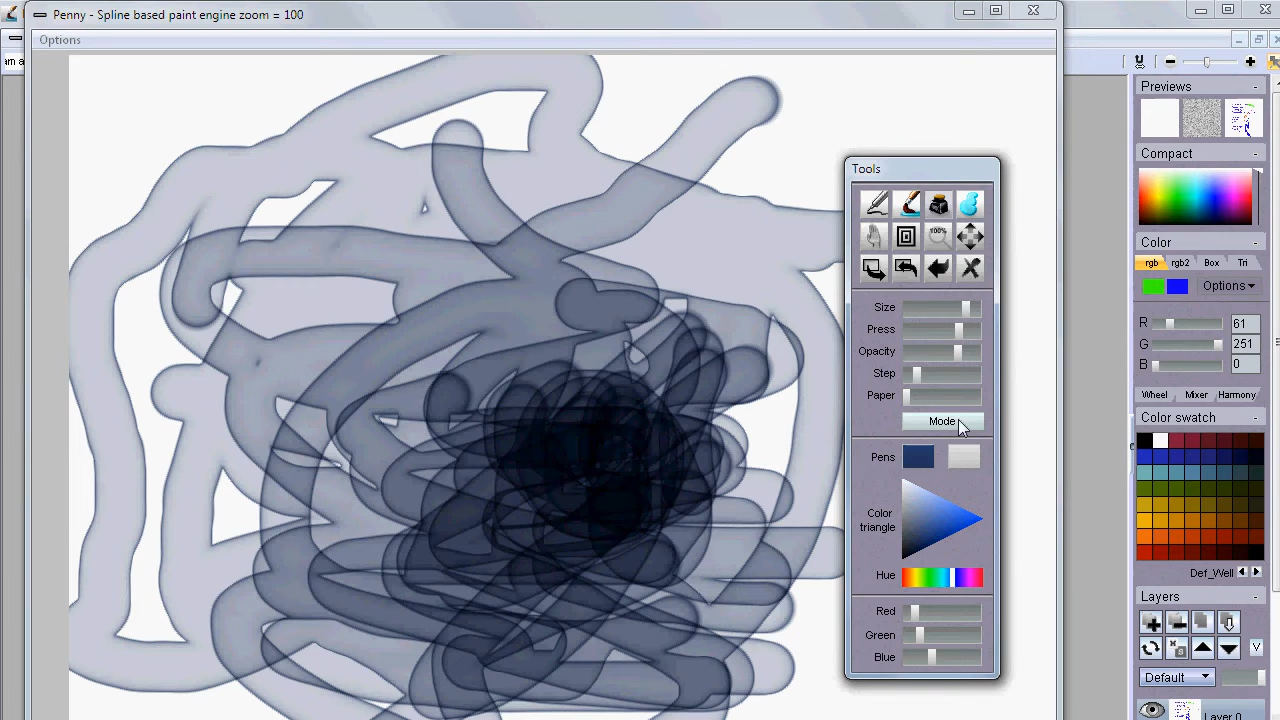 Penny - Spline based paint engine zoom = 100
Options
am a
Tools
100%
Size
Press
Opacity
Step
Paper
Mode
Pens
Color
triangle
Hue
Red
Green
Blue
Previews
-
Compact
-
Color
-
rgb rgb2 Box Tri
Options
R 61
G 251
B 0
Wheel Mixer Harmony
Color swatch
-
Def_Well
Layers
-
V
Default
Layer 0